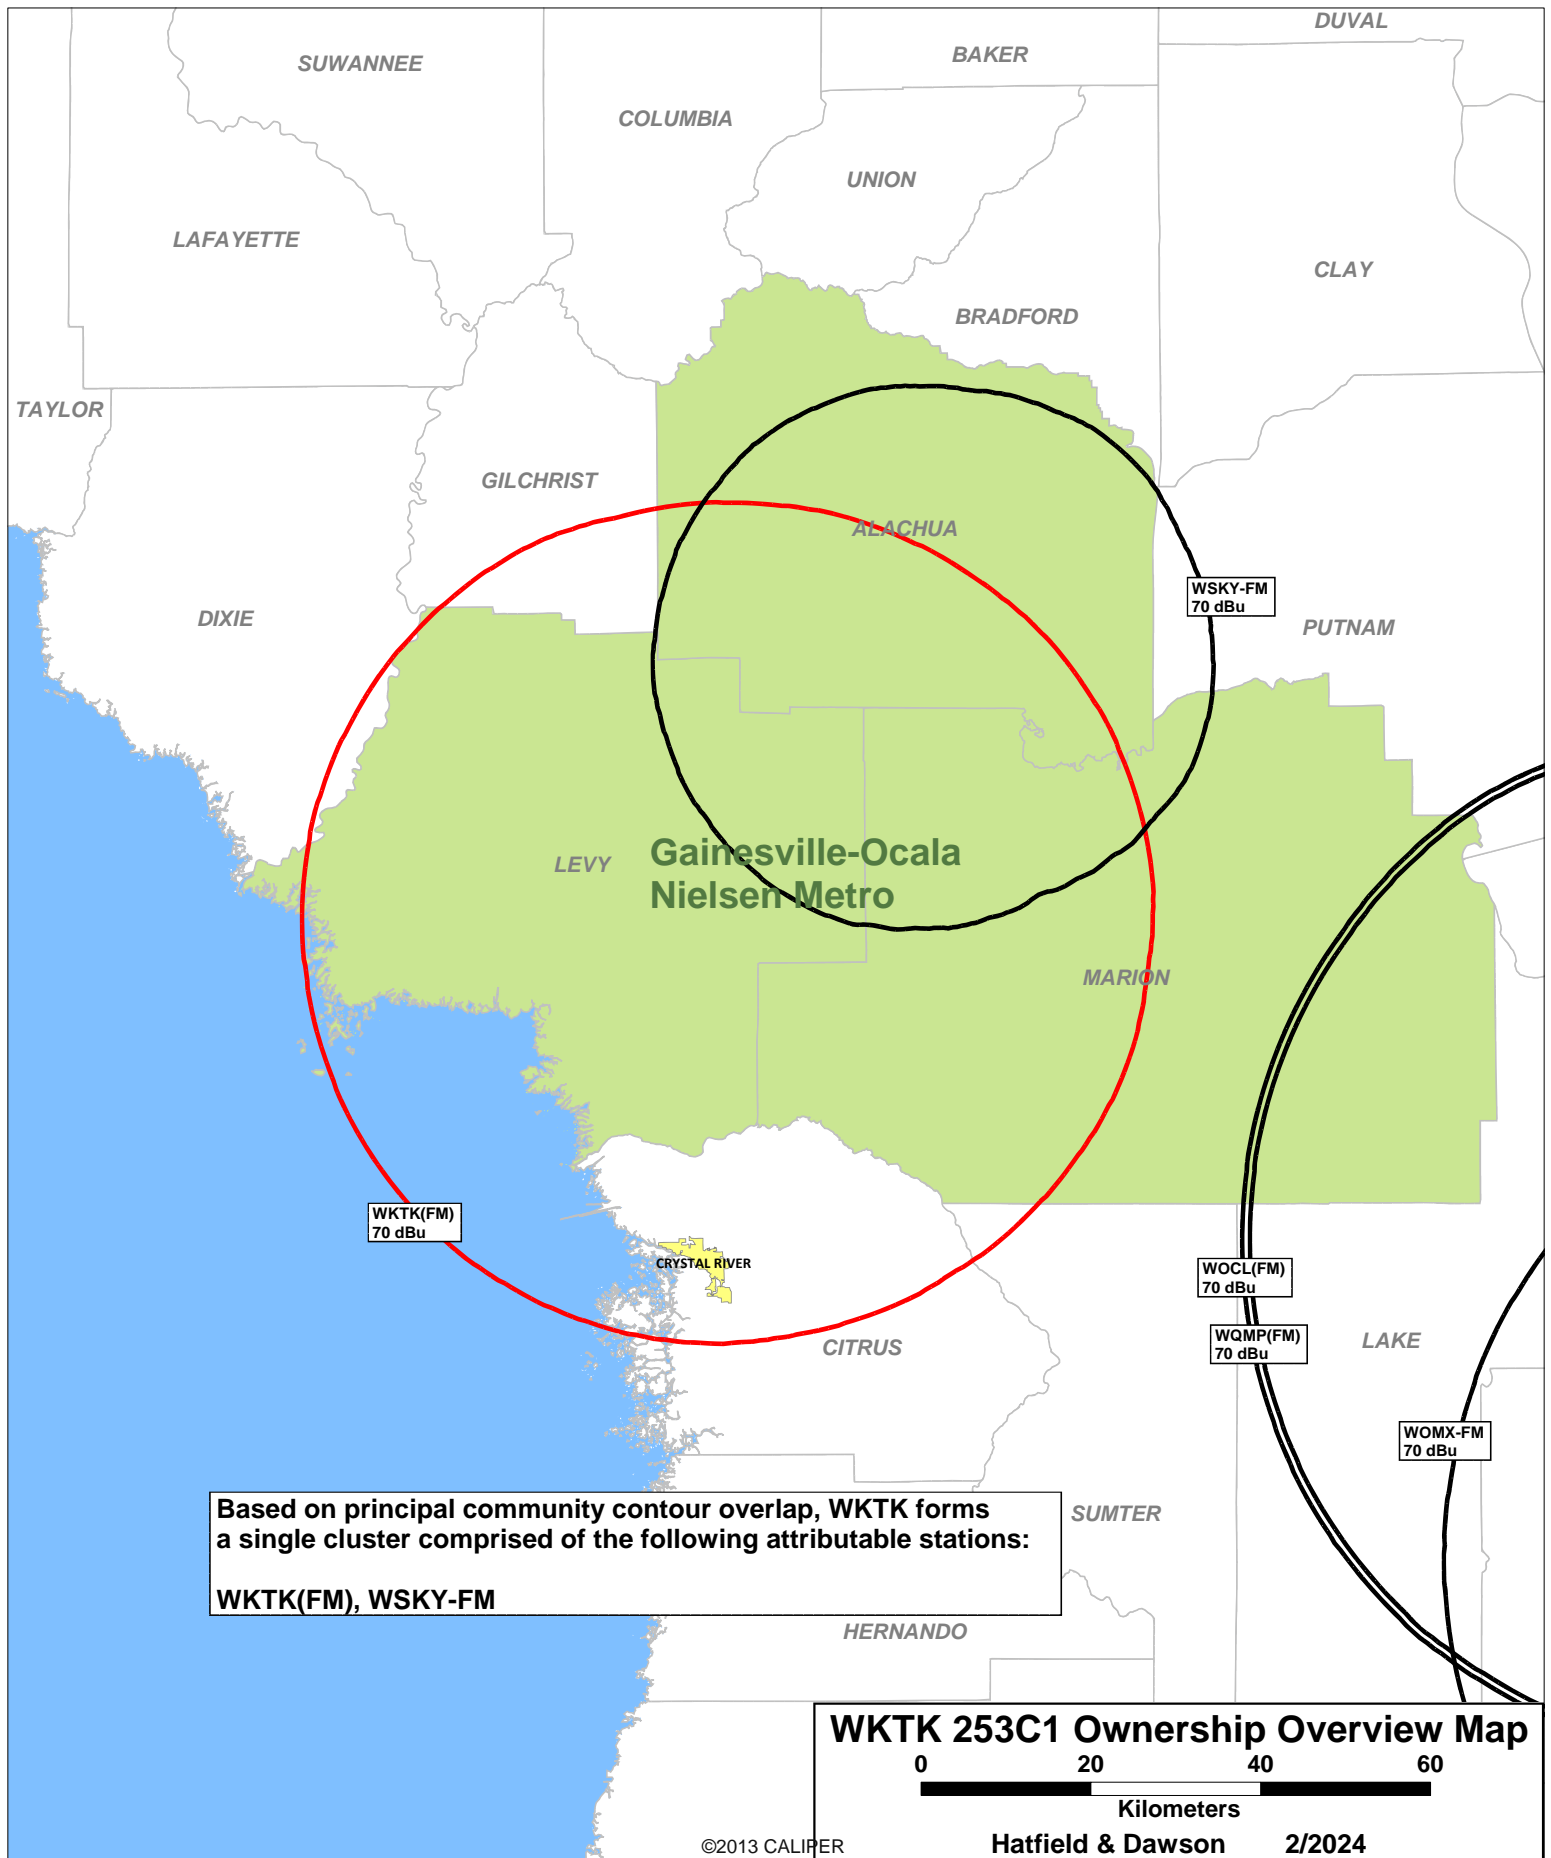 DUVAL
BAKER
SUWANNEE
COLUMBIA
UNION
LAFAYETTE
CLAY
BRADFORD
TAYLOR
GILCHRIST
ALACHUA
WSKY-FM
70 dBu
DIXIE
PUTNAM
LEVY
Gainesville-Ocala
Nielsen Metro
MARION
WKTK(FM)
70 dBu
CRYSTAL RIVER
WOCL(FM)
70 dBu
WQMP(FM)
70 dBu
LAKE
CITRUS
WOMX-FM
70 dBu
Based on principal community contour overlap, WKTK forms
a single cluster comprised of the following attributable stations:
WKTK(FM), WSKY-FM
SUMTER
HERNANDO
WKTK 253C1 Ownership Overview Map
0 20 40 60
Kilometers
©2013 CALIPER
Hatfield & Dawson 2/2024